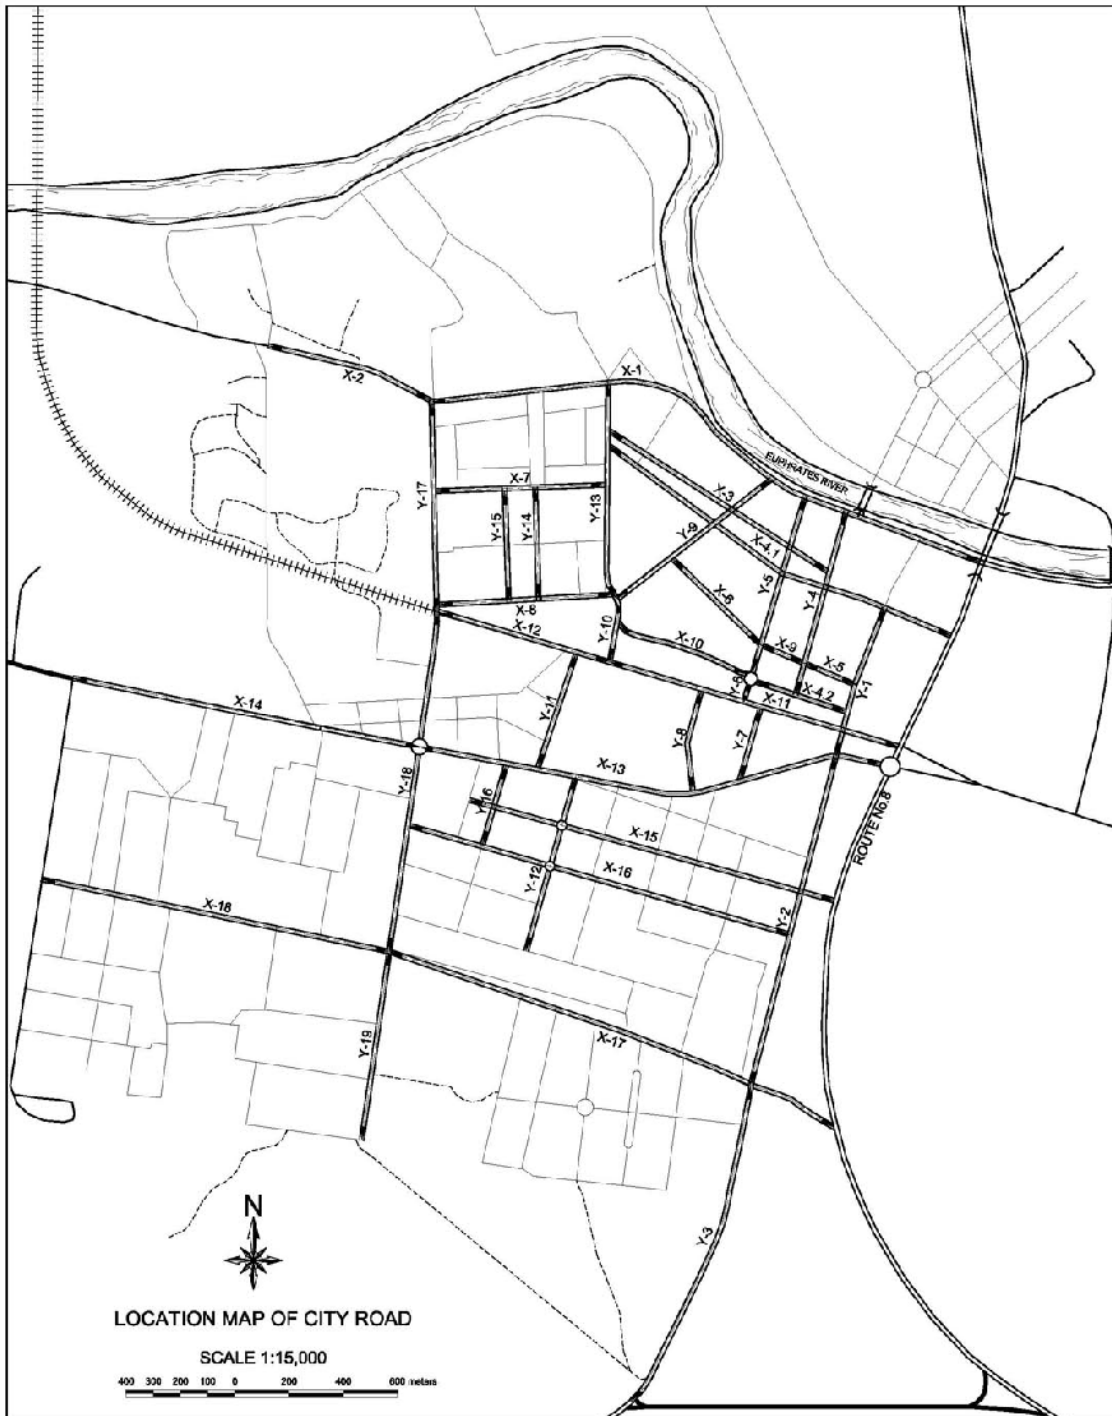 X-1
X-2
Y-17
X-7
Y-15
Y-14
Y-13
X-3
EUPHRATES RIVER
Y-9
X-4.1
Y-5
Y-4
X-6
X-8
X-12
Y-10
X-10
X-9
X-5
Y-6
X-4.2
X-11
Y-1
X-14
Y-11
Y-8
Y-7
Y-18
X-13
Y-16
X-15
ROUTE No.8
Y-12
X-16
X-18
Y-2
Y-19
X-17
Y-3
N
LOCATION MAP OF CITY ROAD
SCALE 1:15,000
400 300 200 100 0 200 400 600 meters